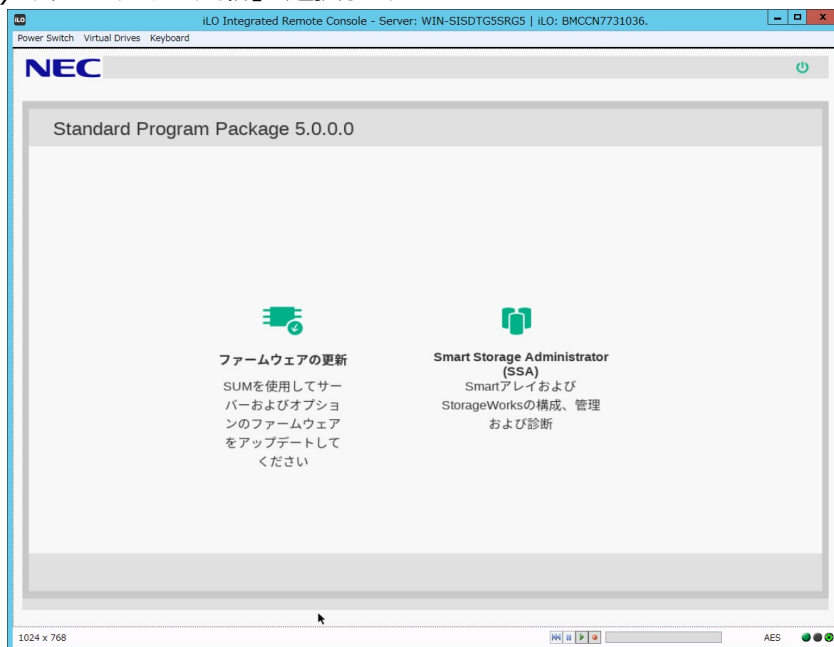 iLO Integrated Remote Console - Server: WIN-SISDTG5SRG5 | iLO: BMCCN7731036.
Power Switch Virtual Drives Keyboard
NEC
Standard Program Package 5.0.0.0
ファームウェアの更新
SUMを使用してサー
バーおよびオプショ
ンのファームウェア
をアップデートして
ください
Smart Storage Administrator
(SSA)
Smartアレイおよび
StorageWorksの構成、管理
および診断
1024 x 768
AES